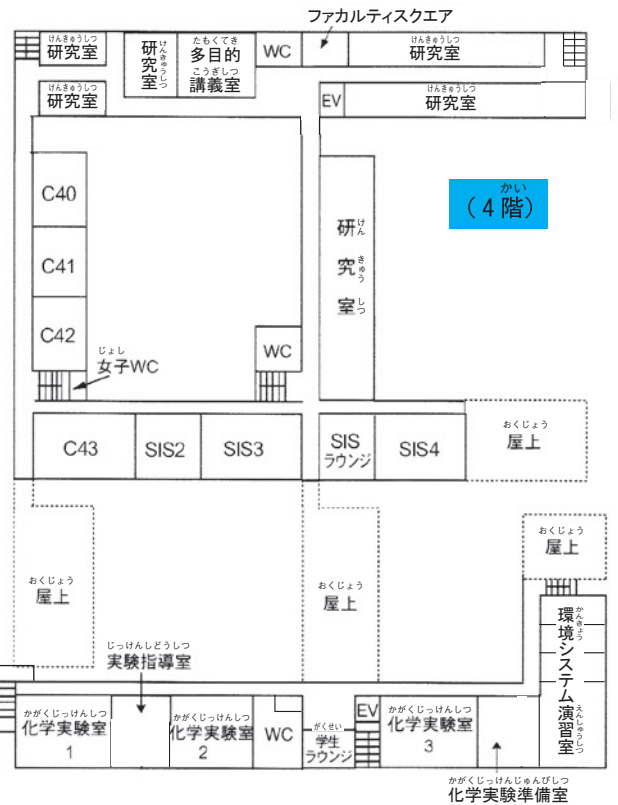 ファカルティスクエア
けんきゅうしつ
研究室
けんきゅうしつ
研究室
たもくてき
多目的
こうぎしつ
講義室
WC
けんきゅうしつ
研究室
けんきゅうしつ
研究室
EV
けんきゅうしつ
研究室
C40
C41
C42
じょし
女子WC
WC
けんきゅうしつ
研究室
かい
（4階）
C43
SIS2
SIS3
SIS
ラウンジ
SIS4
おくじょう
屋上
おくじょう
屋上
おくじょう
屋上
おくじょう
屋上
じっけんしどうしつ
実験指導室
かんきょう えんしゅうしつ
環境システム演習室
かがくじっけんしつ
化学実験室
1
かがくじっけんしつ
化学実験室
2
WC
がくせい
学生
ラウンジ
EV
かがくじっけんしつ
化学実験室
3
かがくじっけんじゅんびしつ
化学実験準備室